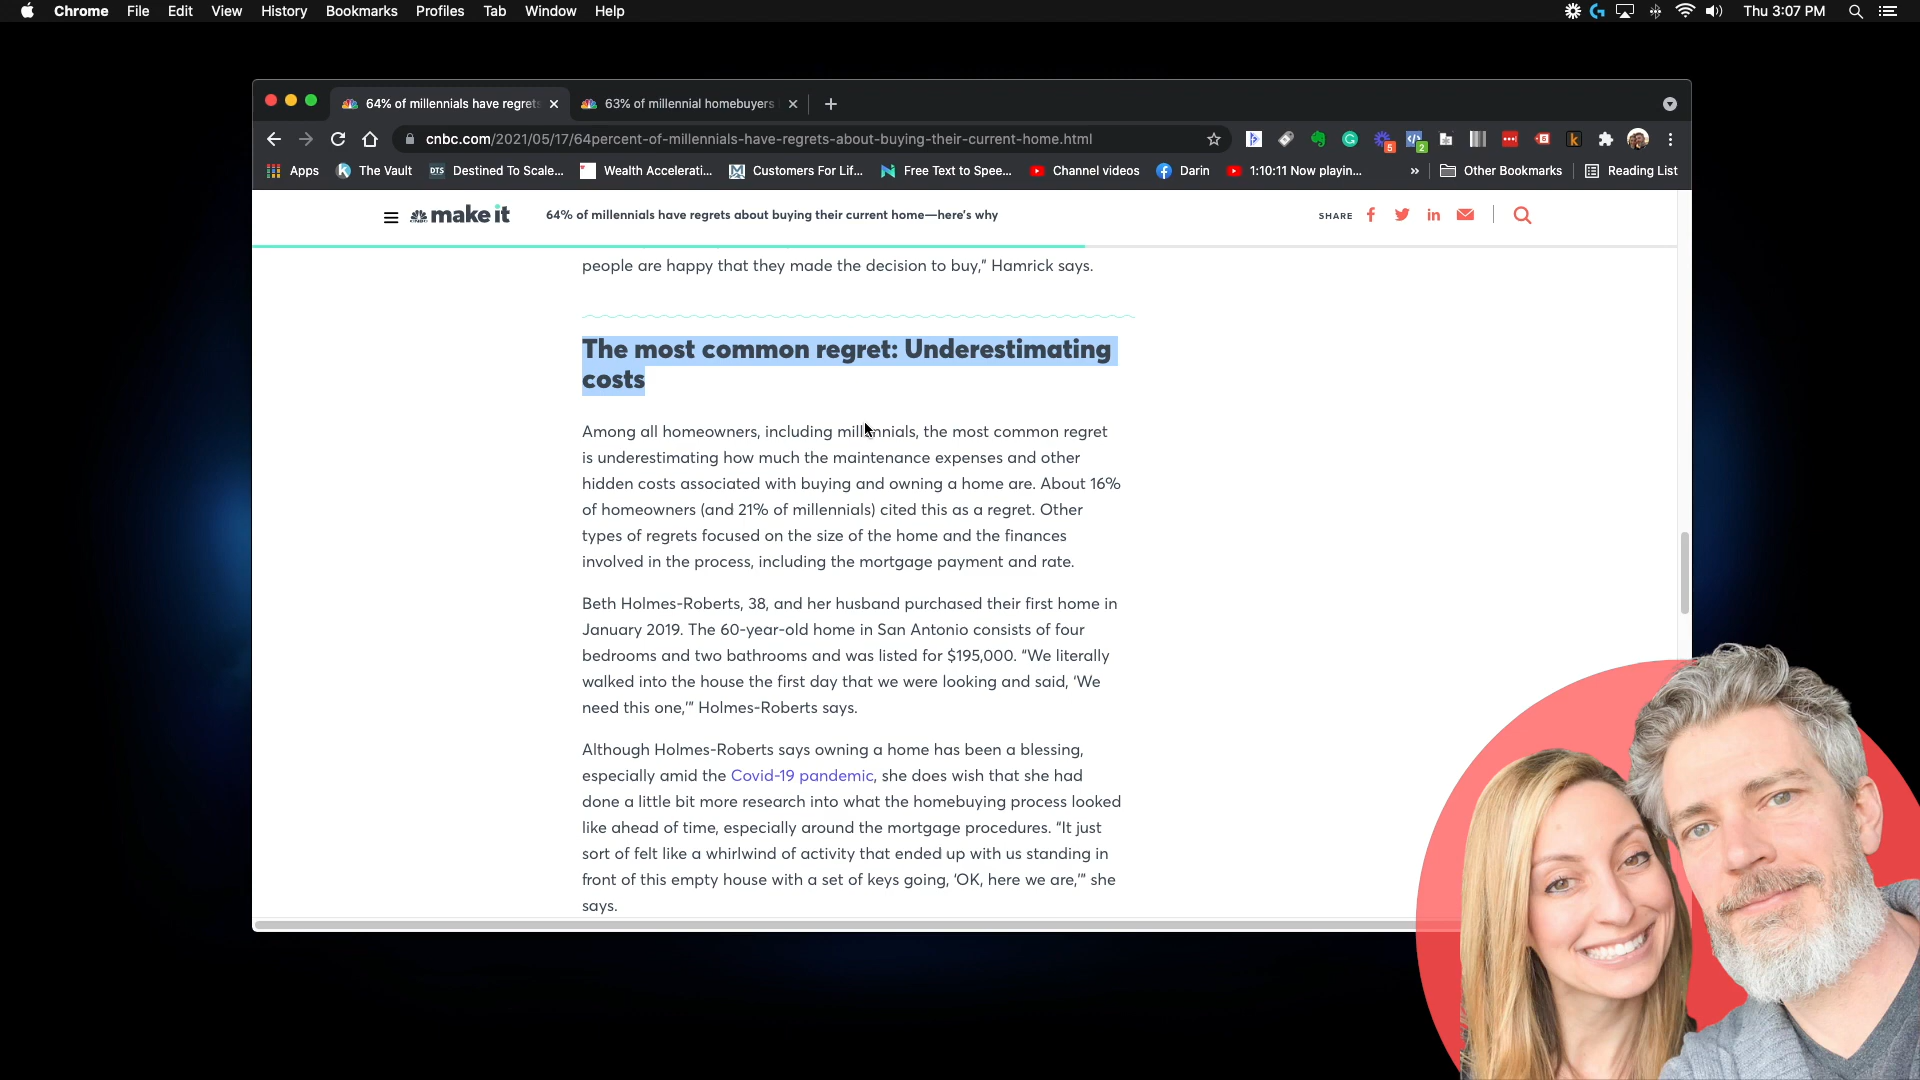 Chrome File Edit View History Bookmarks Profiles Tab Window Help Thu 3:07 PM
64% of millennials have regrets 63% of millennial homebuyers
cnbc.com/2021/05/17/64percent-of-millennials-have-regrets-about-buying-their-current-home.html 5 2
Apps The Vault DTS Destined To Scale... Wealth Accelerati... Customers For Lif... Free Text to Spee... Channel videos Darin 1:10:11 Now playin... » Other Bookmarks Reading List
make it 64% of millennials have regrets about buying their current home—here's why SHARE
people are happy that they made the decision to buy,” Hamrick says.
The most common regret: Underestimating
costs
Among all homeowners, including millennials, the most common regret
is underestimating how much the maintenance expenses and other
hidden costs associated with buying and owning a home are. About 16%
of homeowners (and 21% of millennials) cited this as a regret. Other
types of regrets focused on the size of the home and the finances
involved in the process, including the mortgage payment and rate.
Beth Holmes-Roberts, 38, and her husband purchased their first home in
January 2019. The 60-year-old home in San Antonio consists of four
bedrooms and two bathrooms and was listed for $195,000. “We literally
walked into the house the first day that we were looking and said, ‘We
need this one,’” Holmes-Roberts says.
Although Holmes-Roberts says owning a home has been a blessing,
especially amid the Covid-19 pandemic, she does wish that she had
done a little bit more research into what the homebuying process looked
like ahead of time, especially around the mortgage procedures. “It just
sort of felt like a whirlwind of activity that ended up with us standing in
front of this empty house with a set of keys going, ‘OK, here we are,’” she
says.